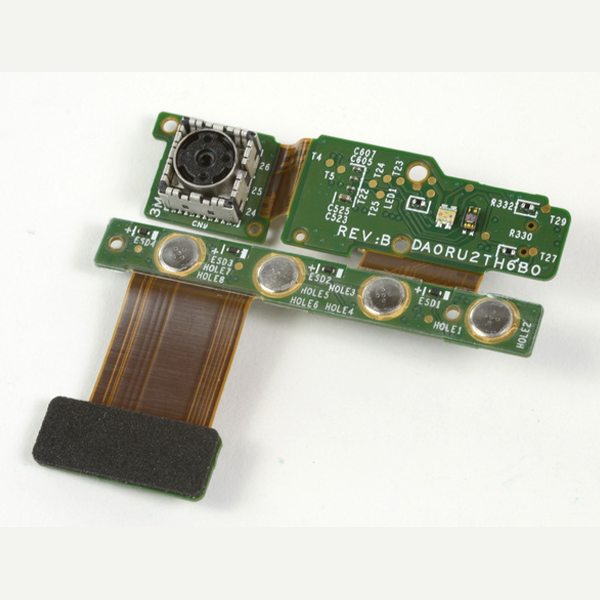 C607
C605
T4
T5
T24
T23
T22
T25
LED1
C525
C523
R332
T29
R330
T27
REV:B DA0RU2TH6B0
26
25
24
3M
CN4
ESD4
ESD3
HOLE7
HOLE8
ESD2
HOLE5
HOLE3
HOLE6 HOLE4
ESD1
HOLE1
HOLE2